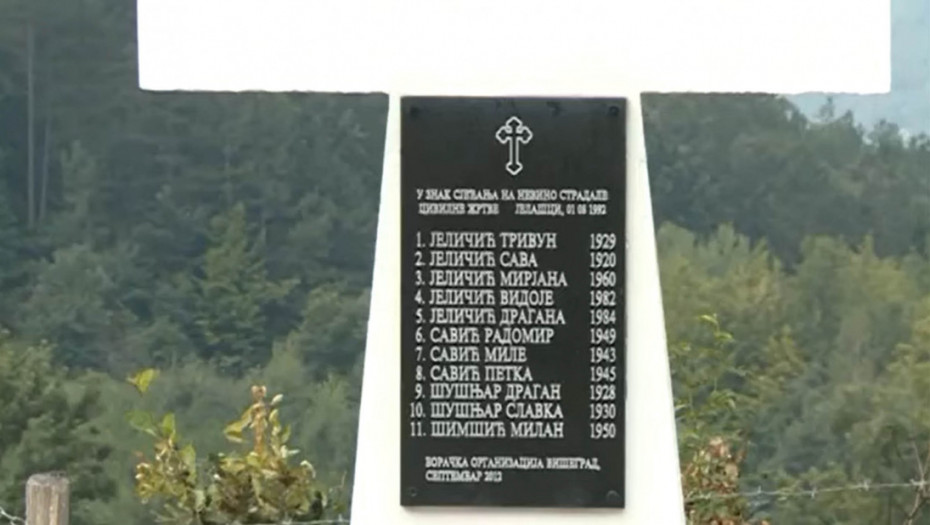 У ЗНАК СЈЕЋАЊА НА НЕВИНО СТРАДАЛЕ
ЦИВИЛНЕ ЖРТВЕ ЈЕЛАШЦИ, 01 08 1992
1. ЈЕЛИЧИЋ ТРИВУН 1929
2. ЈЕЛИЧИЋ САВА 1920
3. ЈЕЛИЧИЋ МИРЈАНА 1960
4. ЈЕЛИЧИЋ ВИДОЈЕ 1982
5. ЈЕЛИЧИЋ ДРАГАНА 1984
6. САВИЋ РАДОМИР 1949
7. САВИЋ МИЛЕ 1943
8. САВИЋ ПЕТКА 1945
9. ШУШЊАР ДРАГАН 1928
10. ШУШЊАР СЛАВКА 1930
11. ШИМШИЋ МИЛАН 1950
БОРАЧКА ОРГАНИЗАЦИЈА ВИШЕГРАД,
СЕПТЕМБАР 2012